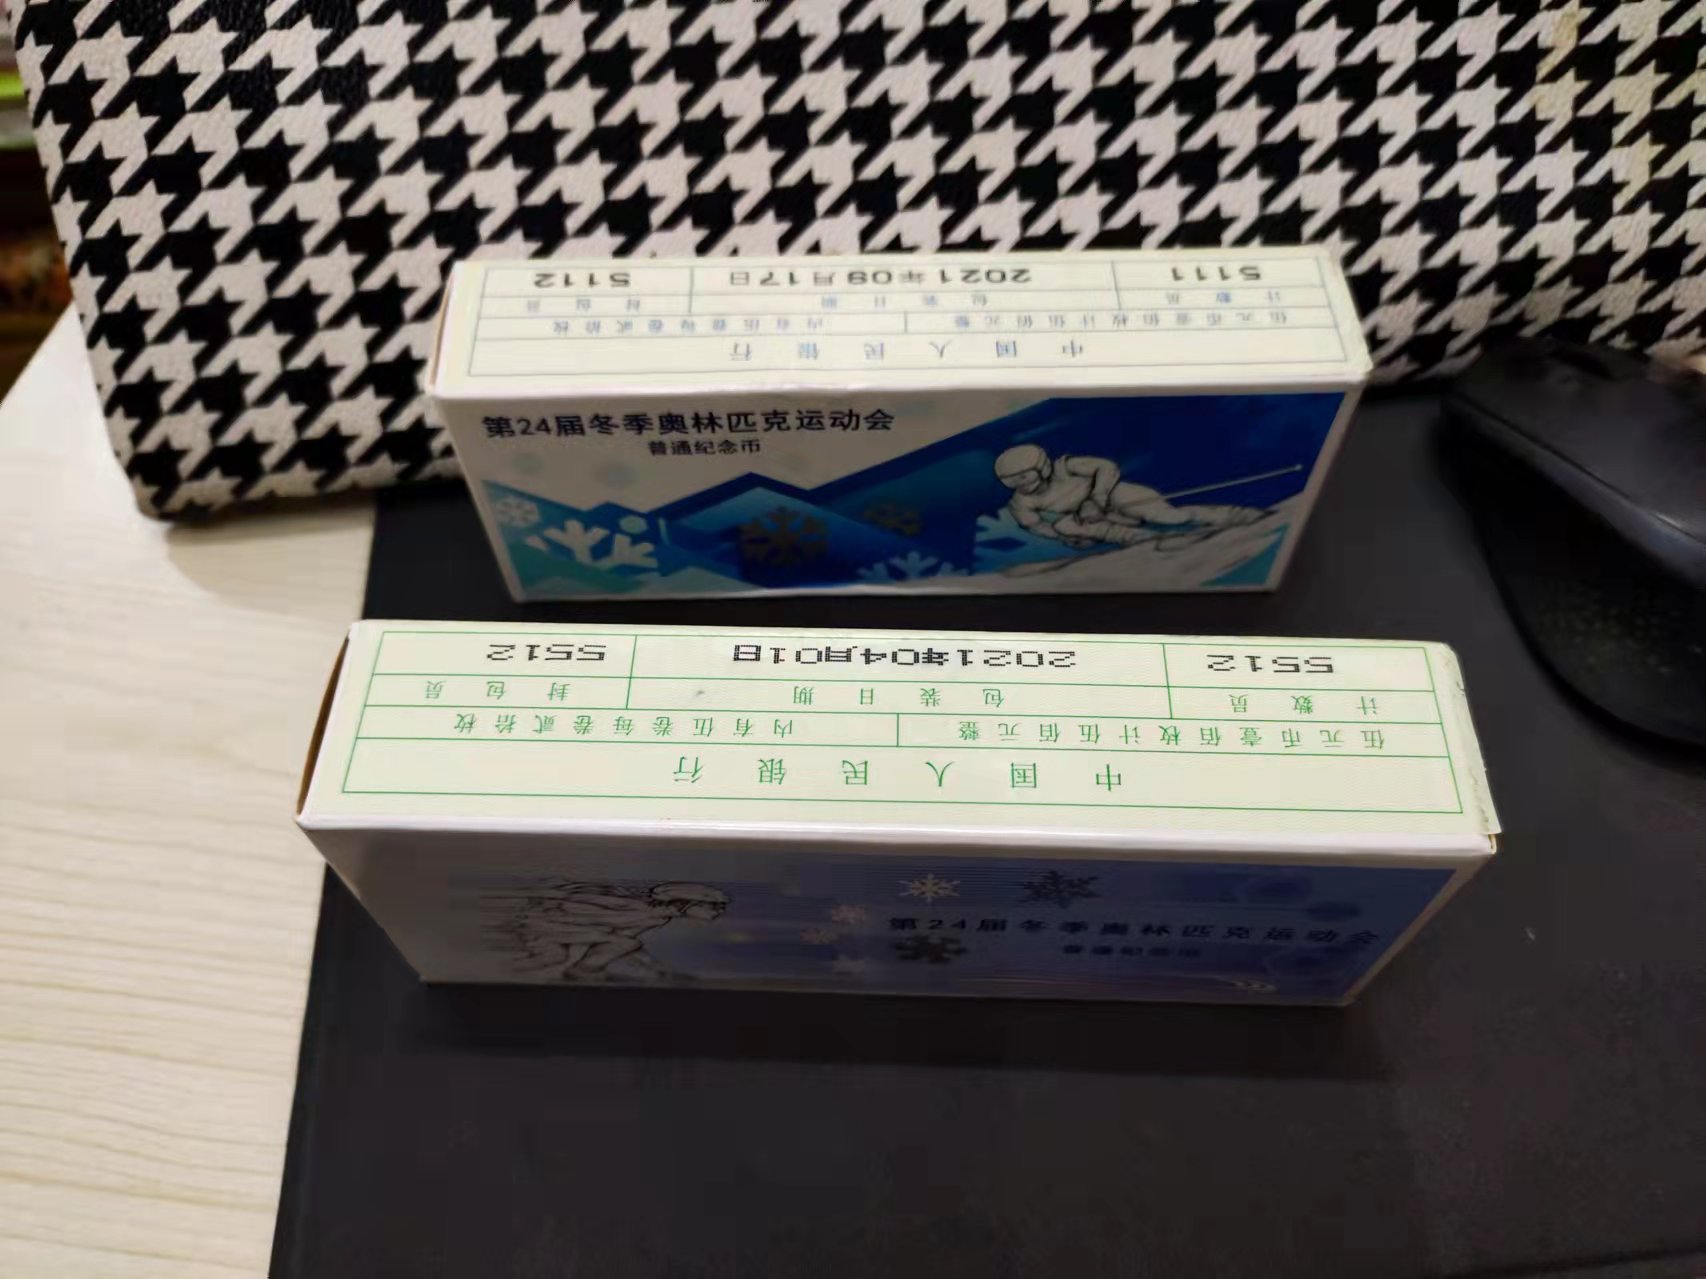 中国人民银行
伍元币壹佰枚计伍佰元整 内有伍卷每卷贰拾枚
计数员 包装日期 封包员
5111 2021年09月17日 5112
第24届冬季奥林匹克运动会
普通纪念币
中国人民银行
伍元币壹佰枚计伍佰元整 内有伍卷每卷贰拾枚
计数员 包装日期 封包员
5512 2021年04月01日 5512
第24届冬季奥林匹克运动会
普通纪念币